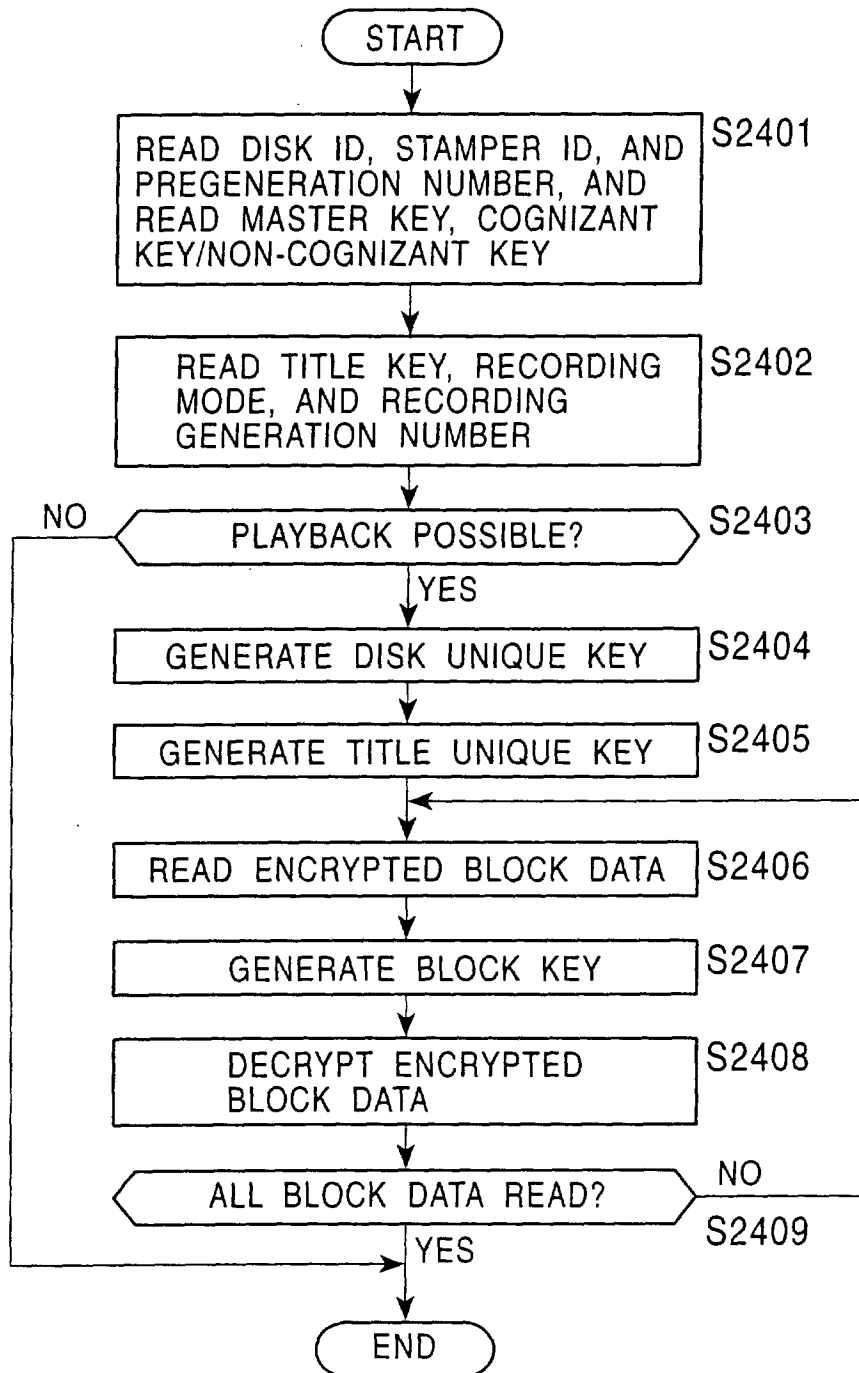 START
S2401
READ DISK ID, STAMPER ID, AND
PREGENERATION NUMBER, AND
READ MASTER KEY, COGNIZANT
KEY/NON-COGNIZANT KEY
S2402
READ TITLE KEY, RECORDING
MODE, AND RECORDING
GENERATION NUMBER
NO
S2403
PLAYBACK POSSIBLE?
YES
GENERATE DISK UNIQUE KEY
S2404
GENERATE TITLE UNIQUE KEY
S2405
READ ENCRYPTED BLOCK DATA
S2406
GENERATE BLOCK KEY
S2407
DECRYPT ENCRYPTED
BLOCK DATA
S2408
ALL BLOCK DATA READ?
NO
S2409
YES
END